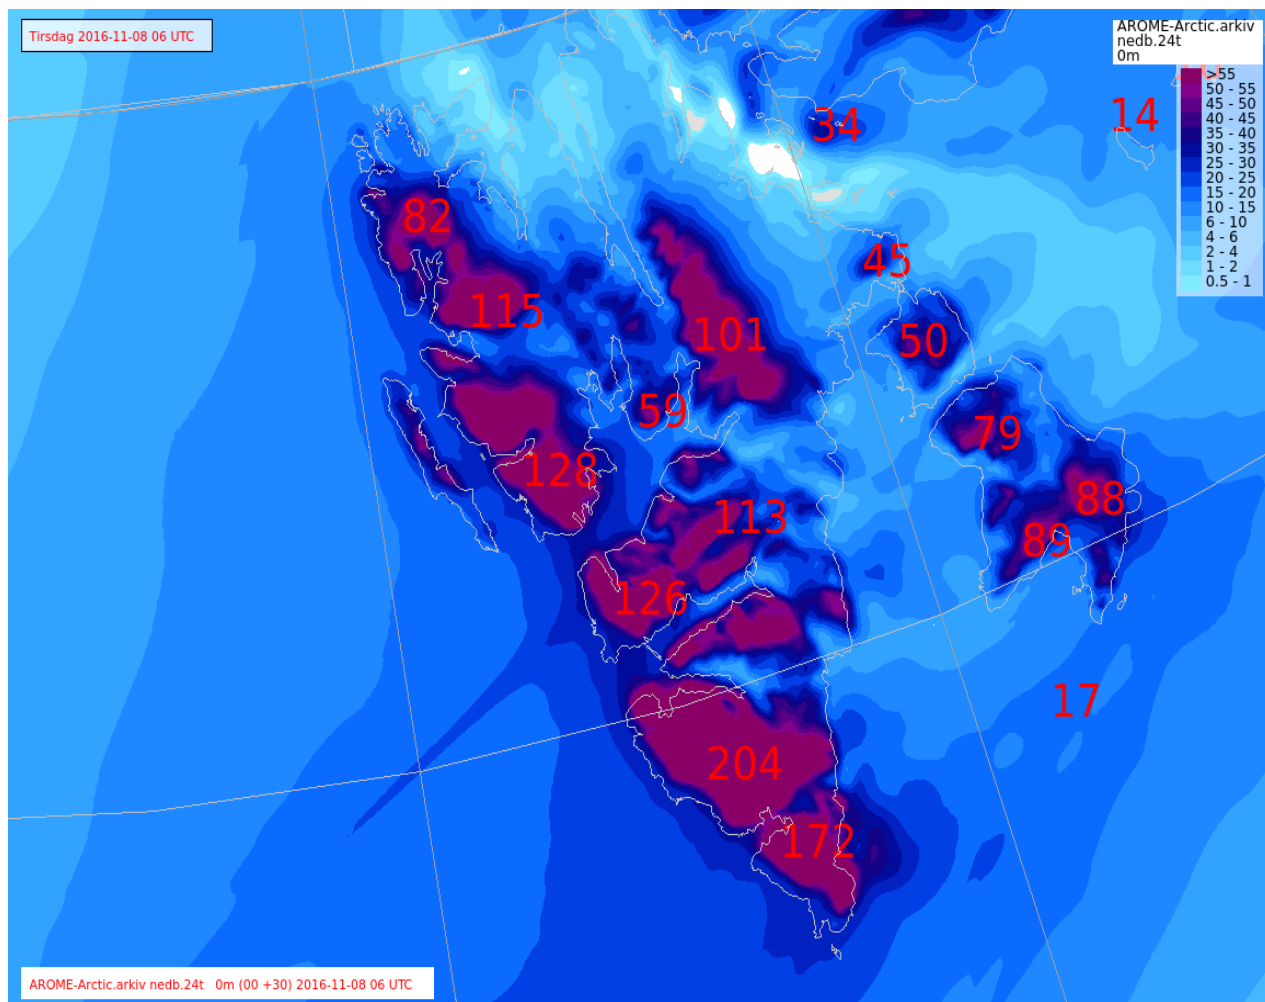 Tirsdag 2016-11-08 06 UTC
AROME-Arctic.arkiv
nedb.24t
0m
>55
50 - 55
45 - 50
40 - 45
35 - 40
30 - 35
25 - 30
20 - 25
15 - 20
10 - 15
6 - 10
4 - 6
2 - 4
1 - 2
0.5 - 1
14
34
82
45
115
101
50
59
79
128
88
113
89
126
17
204
172
AROME-Arctic.arkiv nedb.24t 0m (00 +30) 2016-11-08 06 UTC